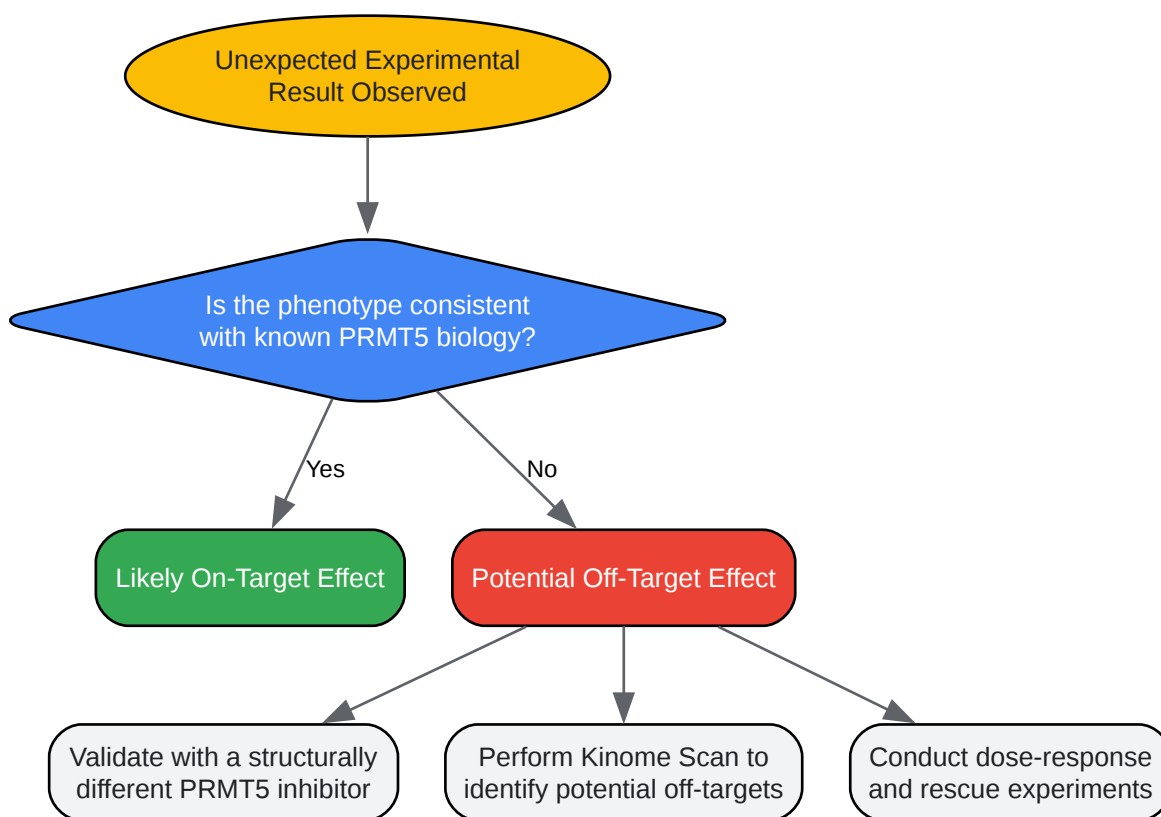 Unexpected Experimental
Result Observed
Is the phenotype consistent
with known PRMT5 biology?
Yes
No
Likely On-Target Effect
Potential Off-Target Effect
Validate with a structurally
different PRMT5 inhibitor
Perform Kinome Scan to
identify potential off-targets
Conduct dose-response
and rescue experiments